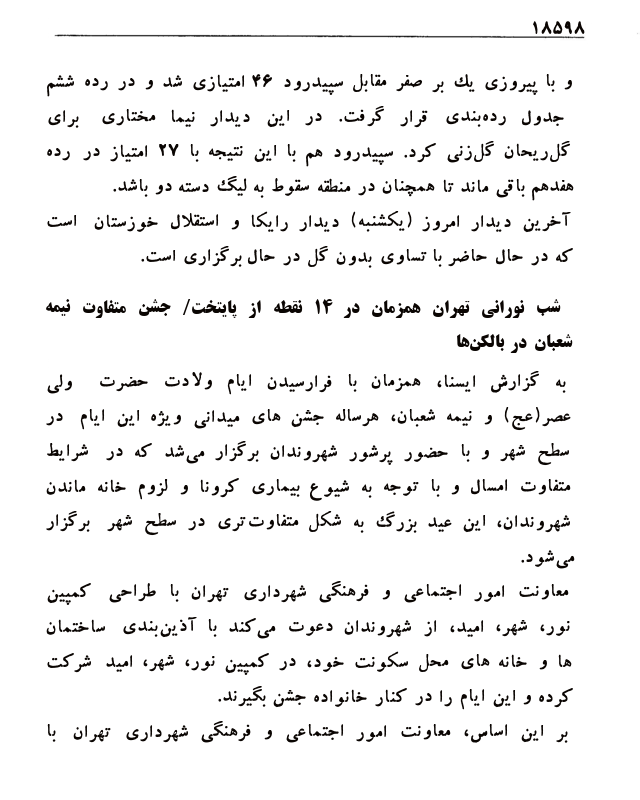 ۱۸۵۹۸
و با پیروزی یك بر صفر مقابل سپیدرود ۴۶ امتیازی شد و در رده ششم
جدول رده‌بندی قرار گرفت. در این دیدار نیما مختاری برای
گل‌ریحان گل‌زنی کرد. سپیدرود هم با این نتیجه با ۲۷ امتیاز در رده
هفدهم باقی ماند تا همچنان در منطقه سقوط به لیگ دسته دو باشد.
آخرین دیدار امروز (یکشنبه) دیدار رایکا و استقلال خوزستان است
که در حال حاضر با تساوی بدون گل در حال برگزاری است.
شب نورانی تهران همزمان در ۱۴ نقطه از پایتخت/ جشن متفاوت نیمه
شعبان در بالکن‌ها
به گزارش ایسنا، همزمان با فرارسیدن ایام ولادت حضرت ولی
عصر(عج) و نیمه شعبان، هرساله جشن های میدانی ویژه این ایام در
سطح شهر و با حضور پرشور شهروندان برگزار می‌شد که در شرایط
متفاوت امسال و با توجه به شیوع بیماری کرونا و لزوم خانه ماندن
شهروندان، این عید بزرگ به شکل متفاوت‌تری در سطح شهر برگزار
می‌شود.
معاونت امور اجتماعی و فرهنگی شهرداری تهران با طراحی کمپین
نور، شهر، امید، از شهروندان دعوت می‌کند با آذین‌بندی ساختمان
ها و خانه های محل سکونت خود، در کمپین نور، شهر، امید شرکت
کرده و این ایام را در کنار خانواده جشن بگیرند.
بر این اساس، معاونت امور اجتماعی و فرهنگی شهرداری تهران با